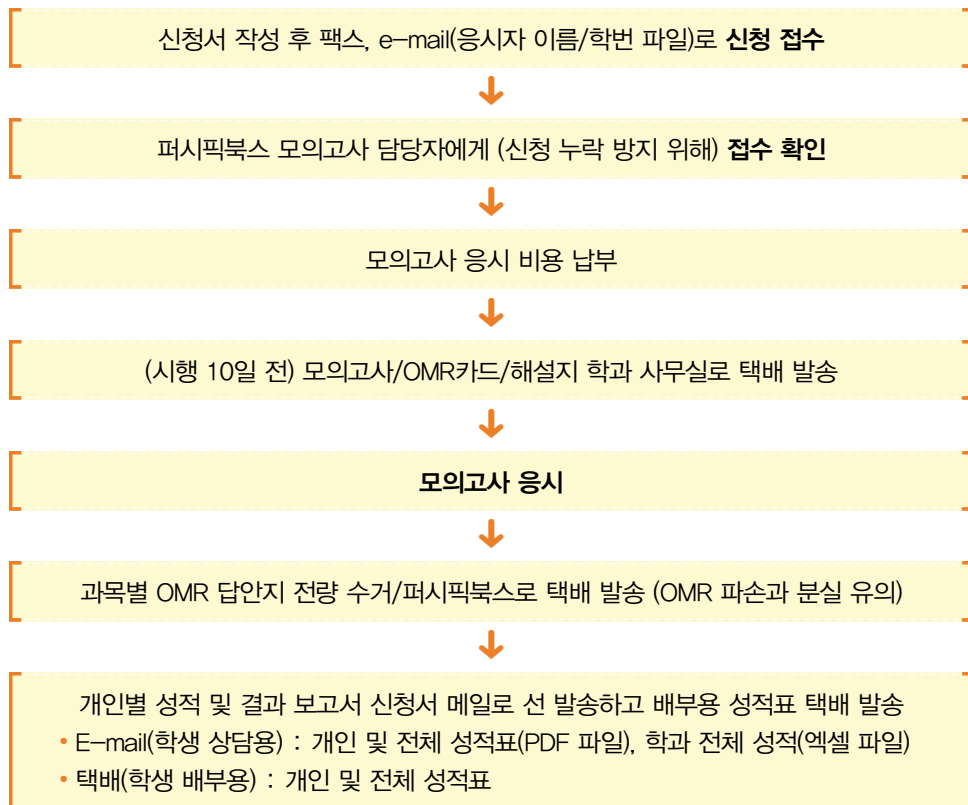 신청서 작성 후 팩스, e-mail(응시자 이름/학번 파일)로 신청 접수
퍼시픽북스 모의고사 담당자에게 (신청 누락 방지 위해) 접수 확인
모의고사 응시 비용 납부
(시행 10일 전) 모의고사/OMR카드/해설지 학과 사무실로 택배 발송
모의고사 응시
과목별 OMR 답안지 전량 수거/퍼시픽북스로 택배 발송 (OMR 파손과 분실 유의)
개인별 성적 및 결과 보고서 신청서 메일로 선 발송하고 배부용 성적표 택배 발송
• E-mail(학생 상담용) : 개인 및 전체 성적표(PDF 파일), 학과 전체 성적(엑셀 파일)
• 택배(학생 배부용) : 개인 및 전체 성적표